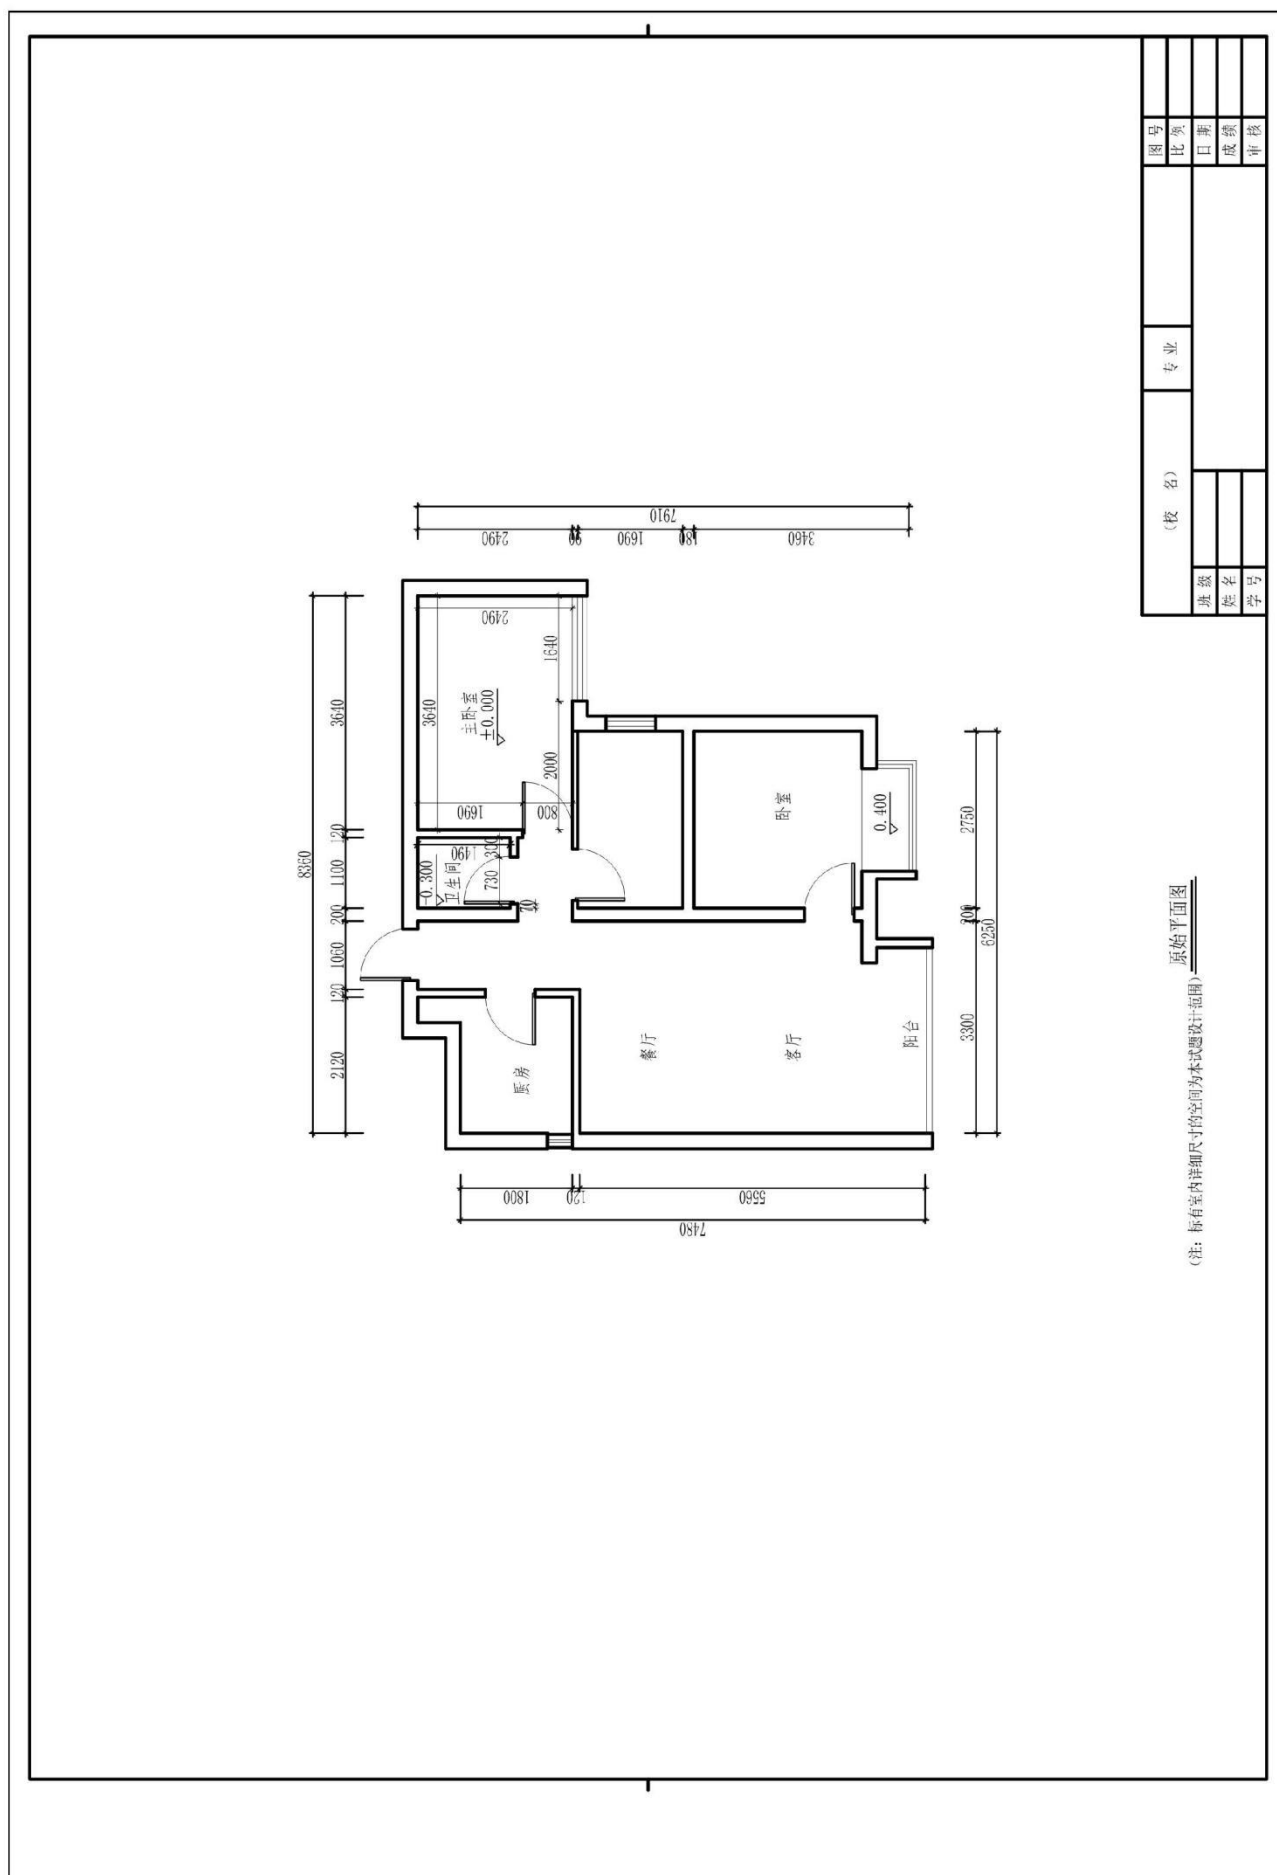 8360
2120
120
1060
200
1100
120
3640
7910
2490
90
1690
180
3460
3640
2490
主卧室
±0.000
1640
2000
1690
800
1490
300
-0.300
卫生间
730
70
厨房
餐厅
客厅
阳台
卧室
0.400
1800
120
5560
7480
3300
200
2750
6250
原始平面图
(注: 标有室内详细尺寸的空间为本试题设计范围)
(校 名)
专 业
图 号
比 例
班 级
姓 名
学 号
日 期
成 绩
审 核